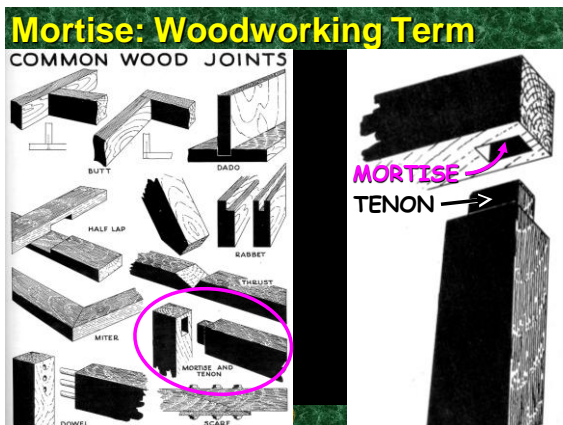 Mortise: Woodworking Term
COMMON WOOD JOINTS
BUTT
DADO
HALF LAP
RABBET
THRUST
MITER
MORTISE AND
TENON
DOWEL
SCARF
MORTISE
TENON